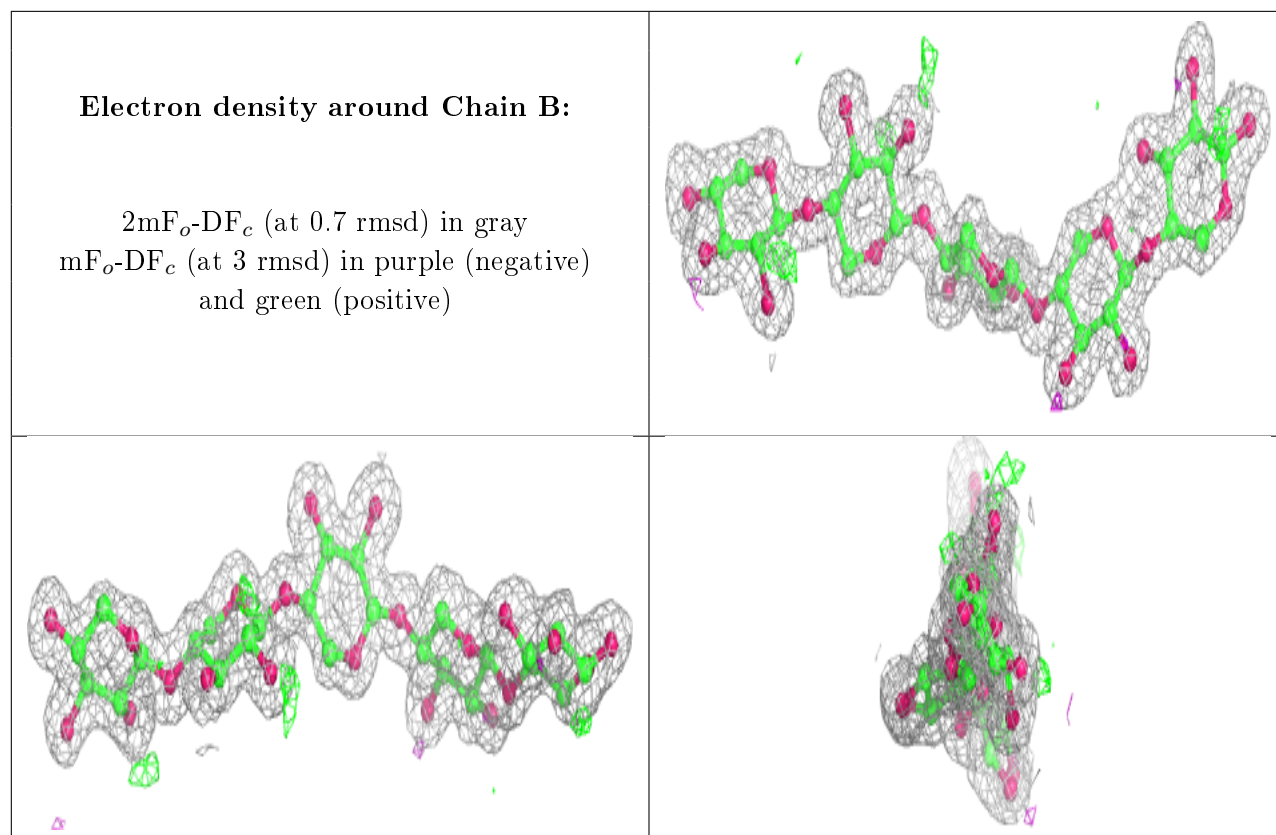 Electron density around Chain B:
2mFₒ-DF𝒸 (at 0.7 rmsd) in gray
mFₒ-DF𝒸 (at 3 rmsd) in purple (negative)
and green (positive)